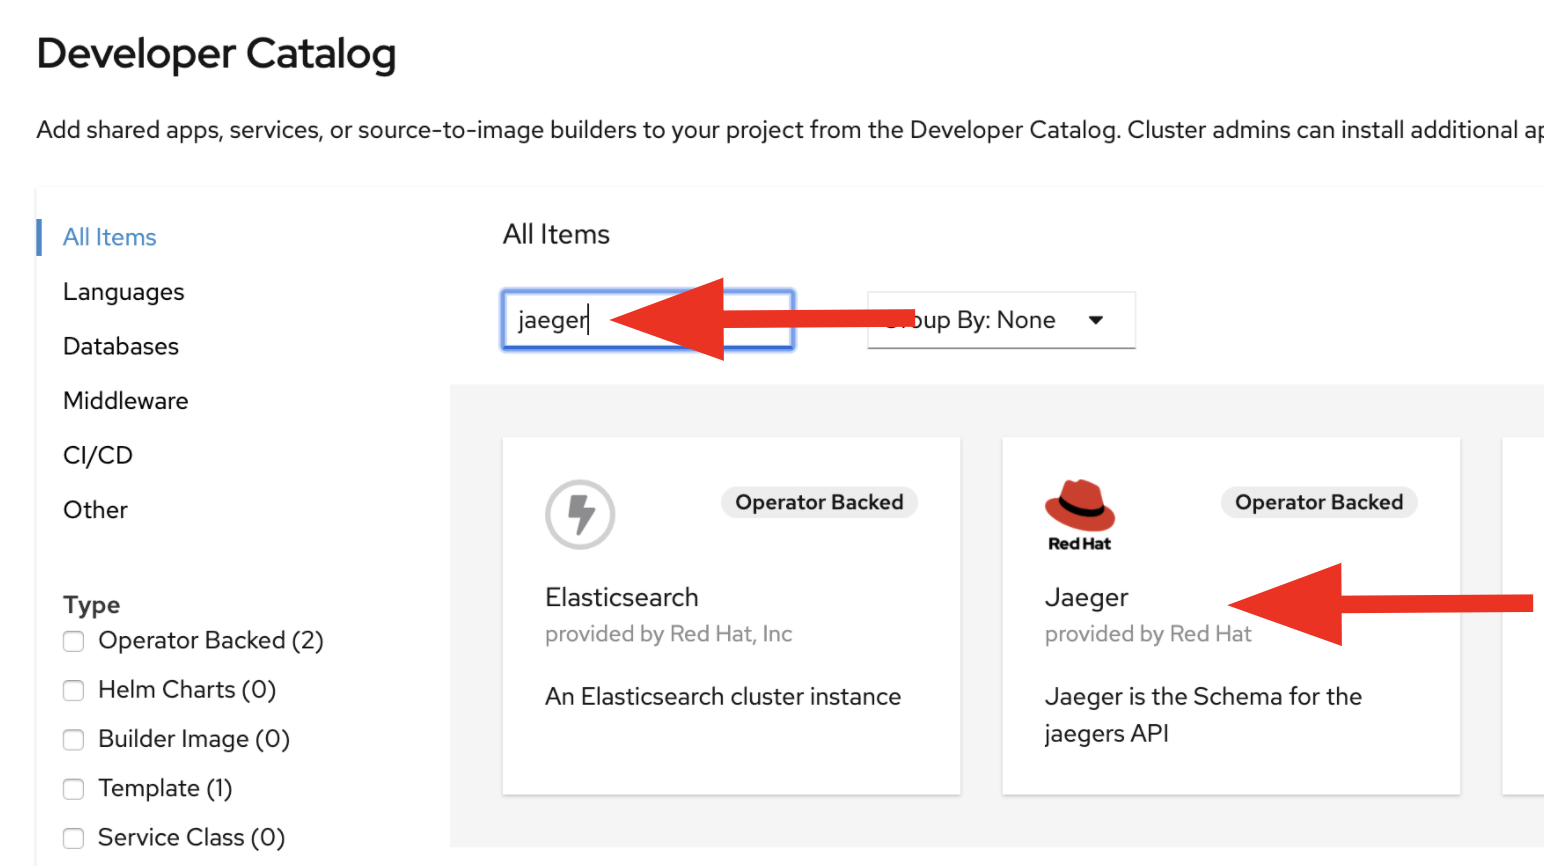 Developer Catalog
Add shared apps, services, or source-to-image builders to your project from the Developer Catalog. Cluster admins can install additional
All Items
Languages
Databases
Middleware
CI/CD
Other
Type
Operator Backed (2)
Helm Charts (0)
Builder Image (0)
Template (1)
Service Class (0)
All Items
jaeger
By: None
Operator Backed
Elasticsearch
provided by Red Hat, Inc
An Elasticsearch cluster instance
Red Hat
Operator Backed
Jaeger
provided by Red Hat
Jaeger is the Schema for the
jaegers API